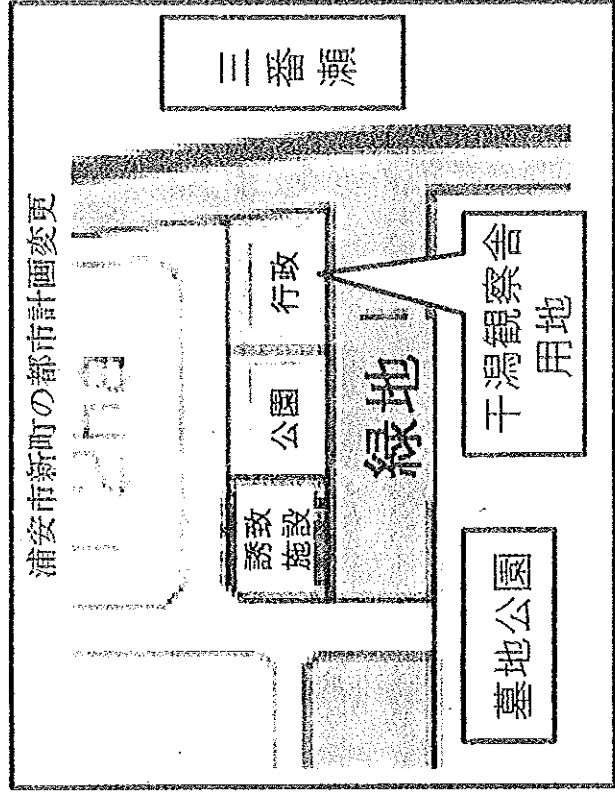 浦安市新町の都市計画変更
三番瀬
行政
公園
誘致
施設
緑地
干潟観察舎
用地
墓地公園